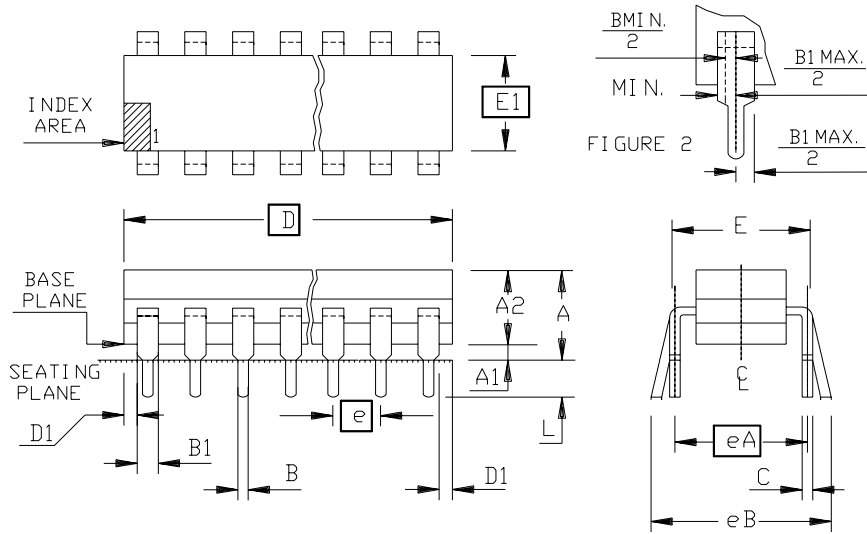 INDEX
AREA
1
E1
D
BMIN.
2
MIN.
B1 MAX.
2
FIGURE 2
B1 MAX.
2
BASE
PLANE
SEATING
PLANE
A2
A
A1
L
D1
B1
B
e
D1
E
C̲L
eA
C
eB